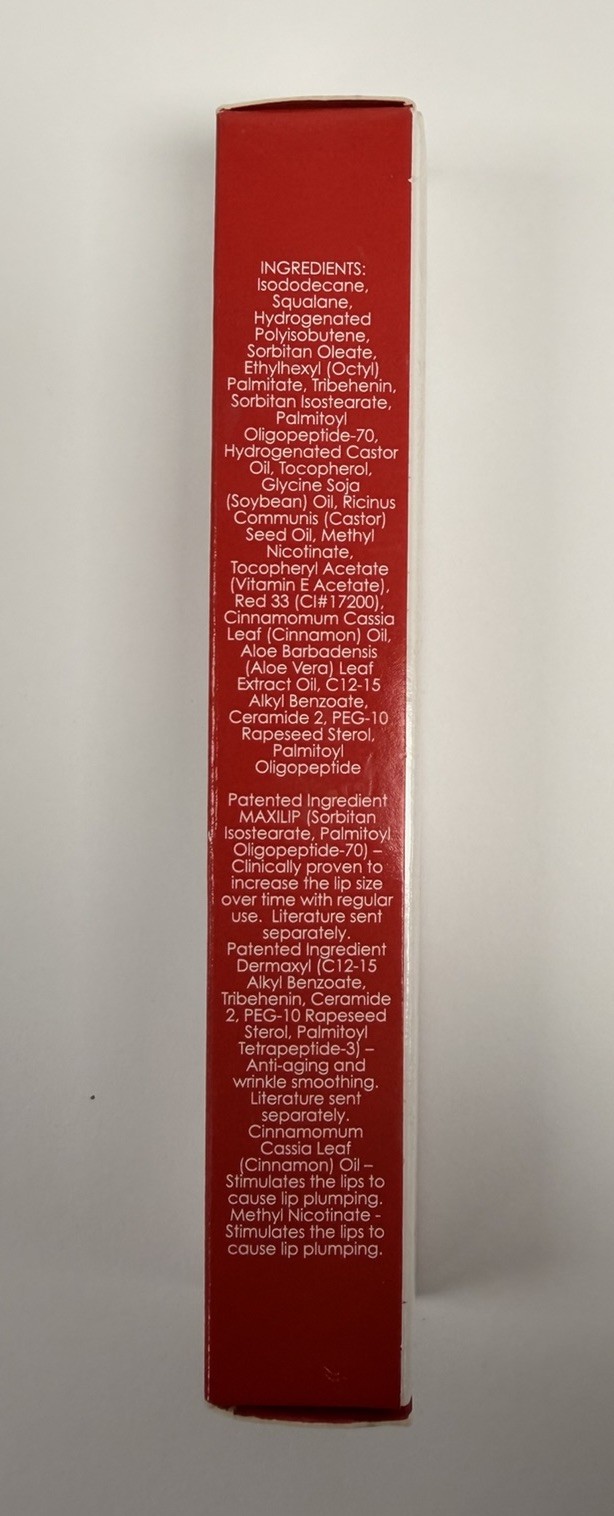 INGREDIENTS:
Isododecane,
Squalane,
Hydrogenated
Polyisobutene,
Sorbitan Oleate,
Ethylhexyl (Octyl)
Palmitate, Tribehenin,
Sorbitan Isostearate,
Palmitoyl
Oligopeptide-70,
Hydrogenated Castor
Oil, Tocopherol,
Glycine Soja
(Soybean) Oil, Ricinus
Communis (Castor)
Seed Oil, Methyl
Nicotinate,
Tocopheryl Acetate
(Vitamin E Acetate),
Red 33 (CI#17200),
Cinnamomum Cassia
Leaf (Cinnamon) Oil,
Aloe Barbadensis
(Aloe Vera) Leaf
Extract Oil, C12-15
Alkyl Benzoate,
Ceramide 2, PEG-10
Rapeseed Sterol,
Palmitoyl
Oligopeptide
Patented Ingredient
MAXILIP (Sorbitan
Isostearate, Palmitoyl
Oligopeptide-70) –
Clinically proven to
increase the lip size
over time with regular
use. Literature sent
separately.
Patented Ingredient
Dermaxyl (C12-15
Alkyl Benzoate,
Tribehenin, Ceramide
2, PEG-10 Rapeseed
Sterol, Palmitoyl
Tetrapeptide-3) –
Anti-aging and
wrinkle smoothing.
Literature sent
separately.
Cinnamomum
Cassia Leaf
(Cinnamon) Oil –
Stimulates the lips to
cause lip plumping.
Methyl Nicotinate -
Stimulates the lips to
cause lip plumping.